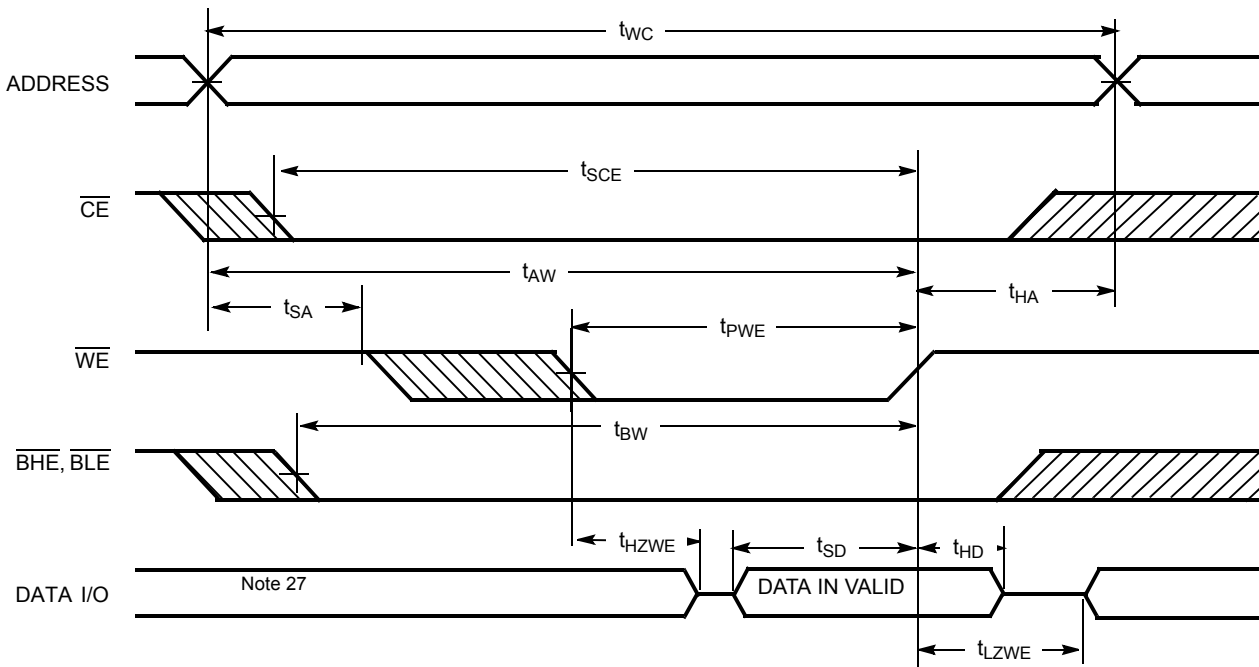 tWC
ADDRESS
tSCE
CE
tAW
tSA
tHA
tPWE
WE
tBW
BHE, BLE
tHZWE
tSD
tHD
DATA I/O
Note 27
DATA IN VALID
tLZWE